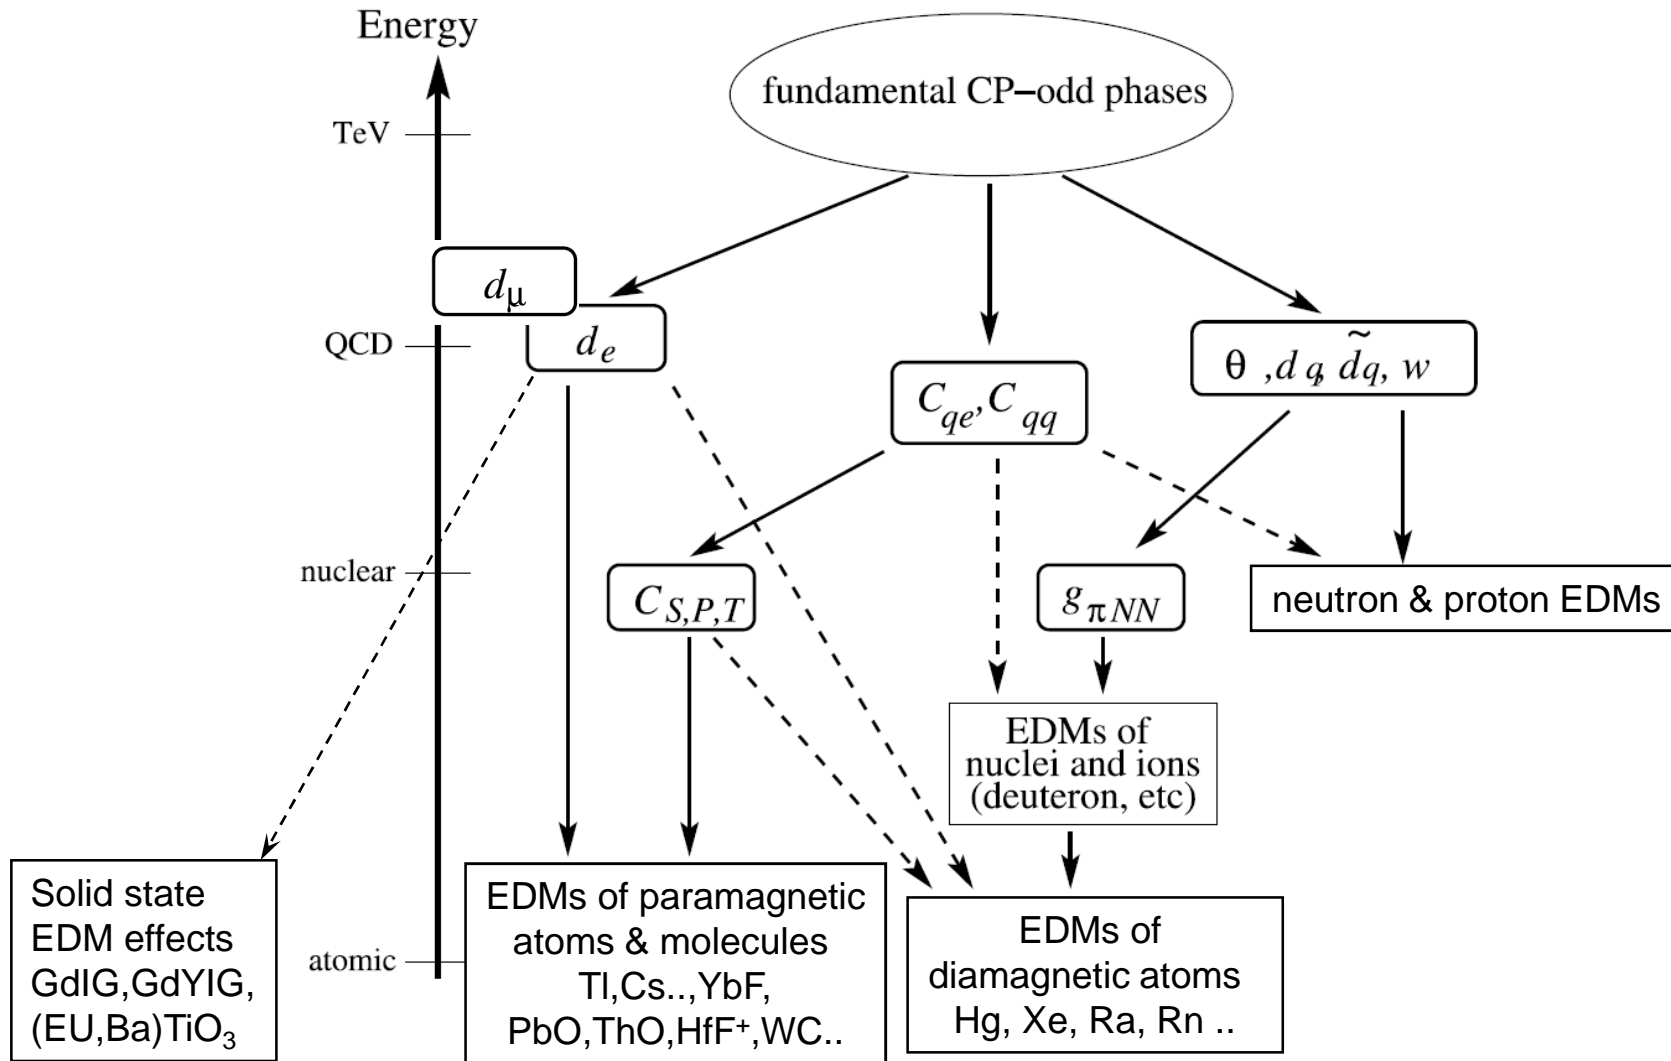 Energy
fundamental CP−odd phases
TeV
d_μ
QCD
d_e
θ , d_q, d̃_q, w
C_qe, C_qq
nuclear
C_S,P,T
g_πNN
neutron & proton EDMs
EDMs of
nuclei and ions
(deuteron, etc)
Solid state
EDM effects
GdIG,GdYIG,
(EU,Ba)TiO₃
atomic
EDMs of paramagnetic
atoms & molecules
Tl,Cs..,YbF,
PbO,ThO,HfF⁺,WC..
EDMs of
diamagnetic atoms
Hg, Xe, Ra, Rn ..